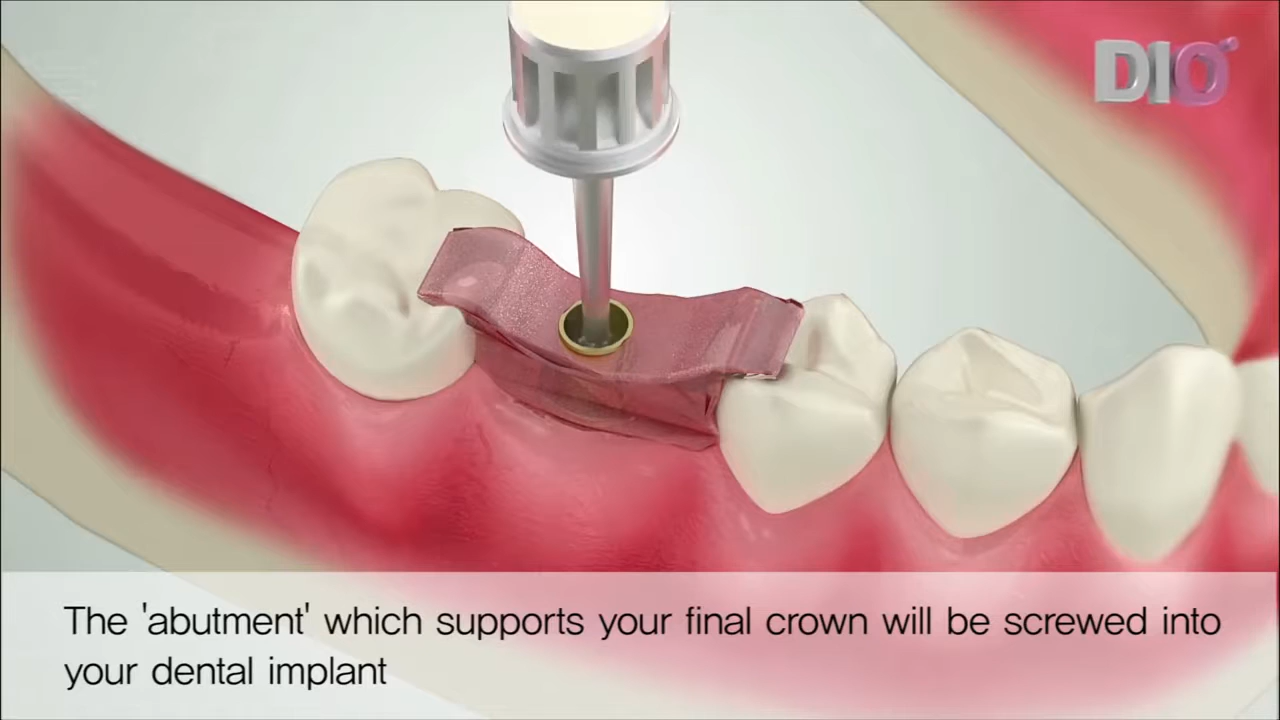 DIO
The 'abutment' which supports your final crown will be screwed into
your dental implant